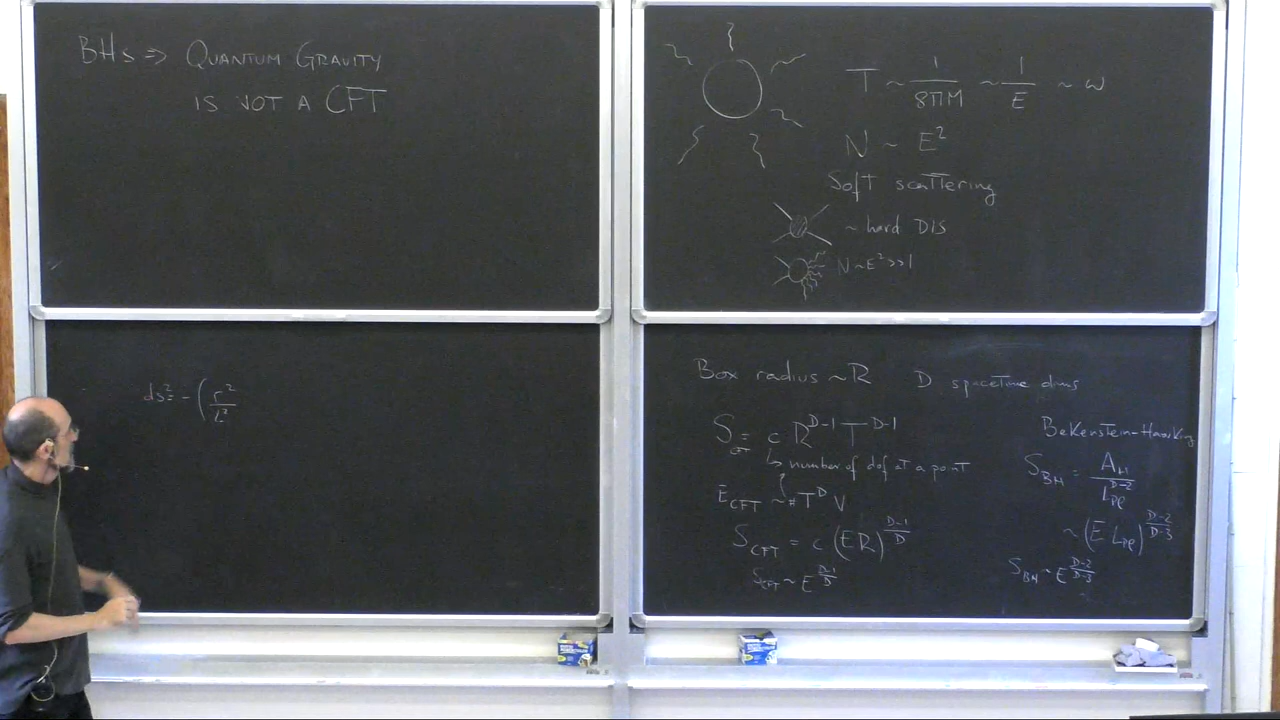 BHs ⇒ QUANTUM GRAVITY
IS NOT A CFT
ds² = - ( r²/L²
T ~ 1/8πM ~ 1/E ~ ω
N ~ E²
Soft scattering
~ hard DIS
N ~ E² >> 1
Box radius ~ R D spacetime dims
S_CFT = c R^{D-1} T^{D-1}
↳ number of dof at a point
E_CFT ~ # T^D V
S_CFT = c (ER)^{(D-1)/D}
S_CFT ~ E^{(D-1)/D}
Bekenstein-Hawking
S_BH = A_H / L_Pl^{D-2}
~ (E L_Pl)^{(D-2)/(D-3)}
S_BH ~ E^{(D-2)/(D-3)}